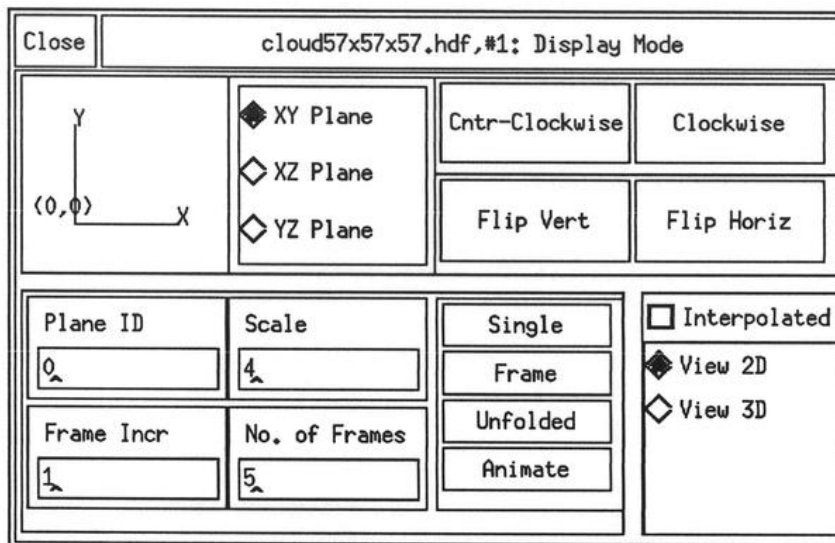 Close
cloud57x57x57.hdf,#1: Display Mode
Y
(0,0)
X
XY Plane
XZ Plane
YZ Plane
Cntr-Clockwise
Clockwise
Flip Vert
Flip Horiz
Plane ID
0
Scale
4
Frame Incr
1
No. of Frames
5
Single
Frame
Unfolded
Animate
Interpolated
View 2D
View 3D